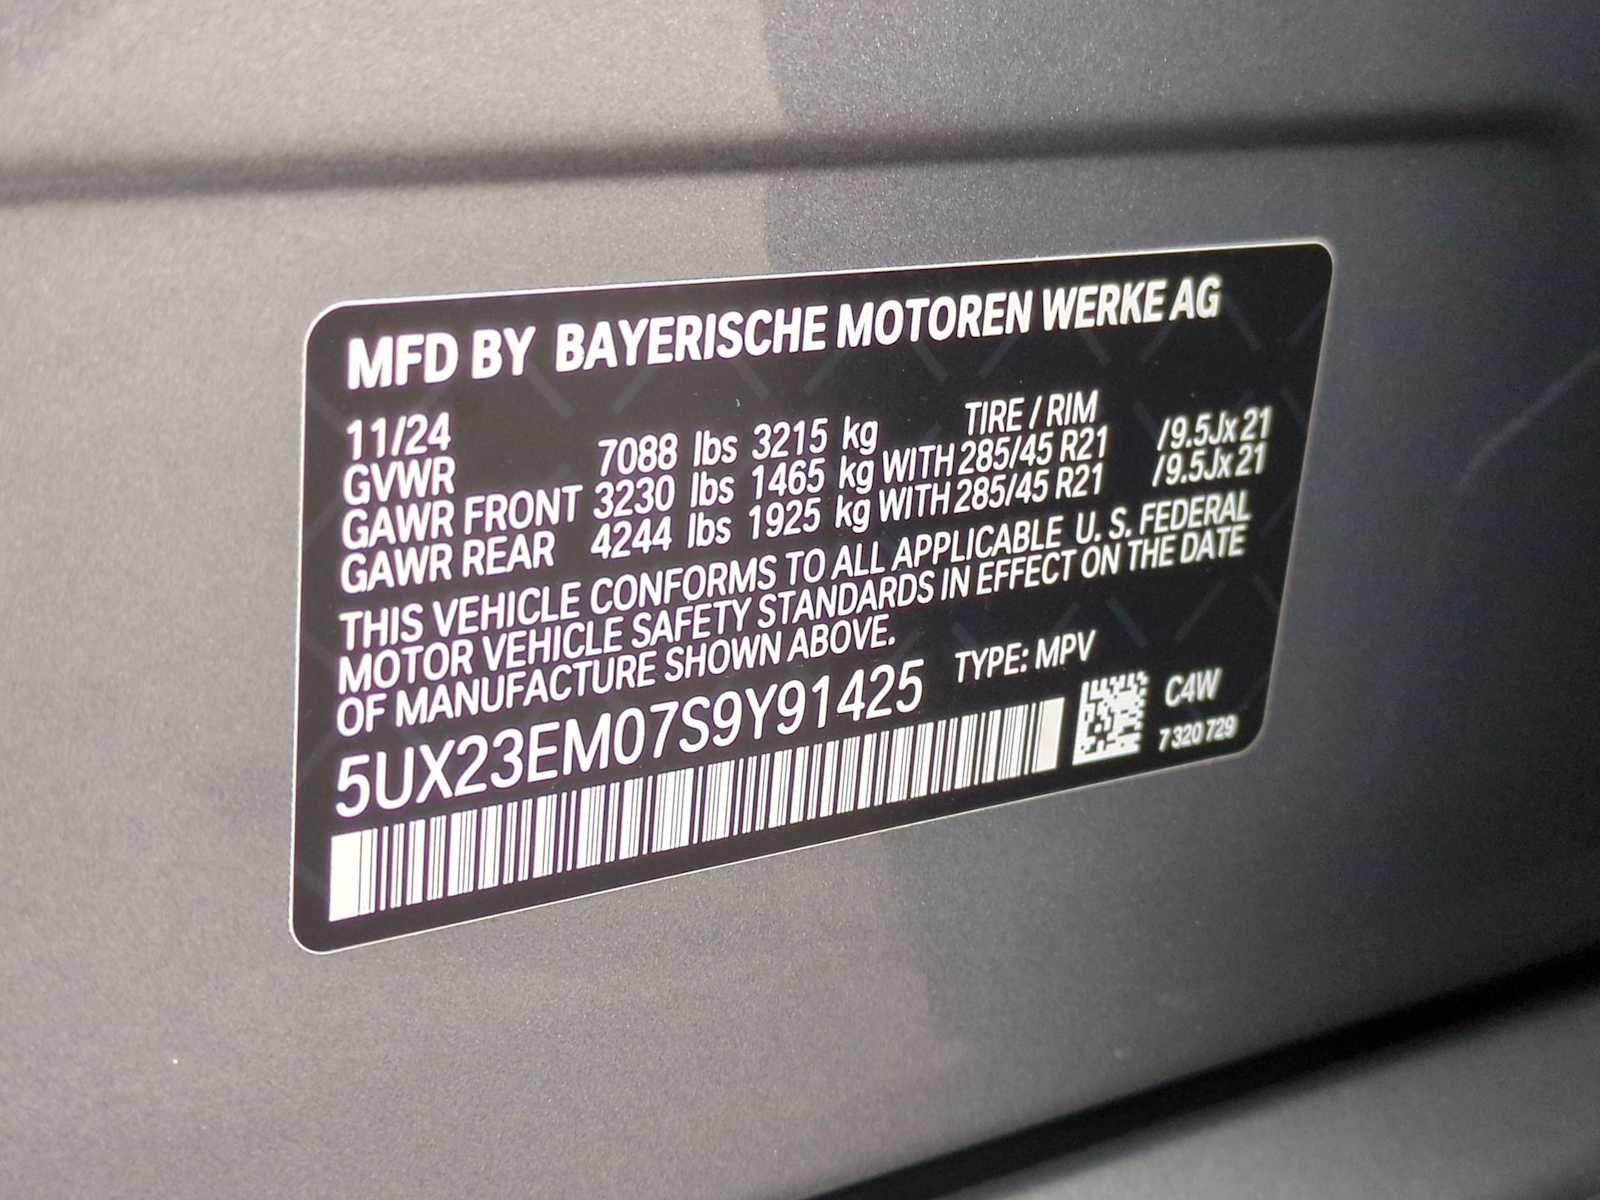 MFD BY BAYERISCHE MOTOREN WERKE AG
11/24 TIRE / RIM
GVWR 7088 lbs 3215 kg
GAWR FRONT 3230 lbs 1465 kg WITH 285/45 R21 /9.5Jx 21
GAWR REAR 4244 lbs 1925 kg WITH 285/45 R21 /9.5Jx 21
THIS VEHICLE CONFORMS TO ALL APPLICABLE U. S. FEDERAL
MOTOR VEHICLE SAFETY STANDARDS IN EFFECT ON THE DATE
OF MANUFACTURE SHOWN ABOVE.
5UX23EM07S9Y91425 TYPE: MPV
C4W
7 320 729